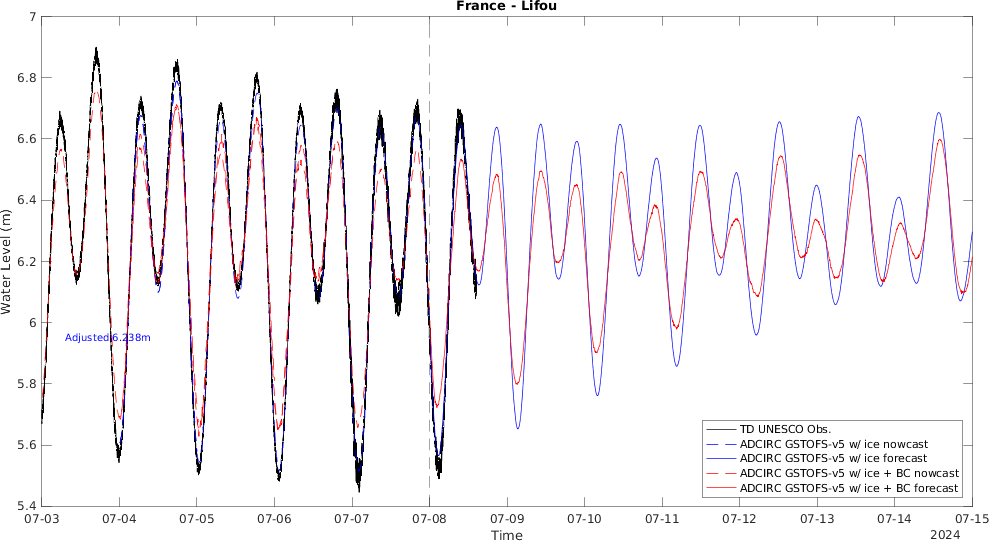 France - Lifou
7
6.8
6.6
6.4
6.2
6
5.8
5.6
5.4
Water Level (m)
Adjusted 6.238m
TD UNESCO Obs.
ADCIRC GSTOFS-v5 w/ ice nowcast
ADCIRC GSTOFS-v5 w/ ice forecast
ADCIRC GSTOFS-v5 w/ ice + BC nowcast
ADCIRC GSTOFS-v5 w/ ice + BC forecast
07-03 07-04 07-05 07-06 07-07 07-08 07-09 07-10 07-11 07-12 07-13 07-14 07-15
Time
2024